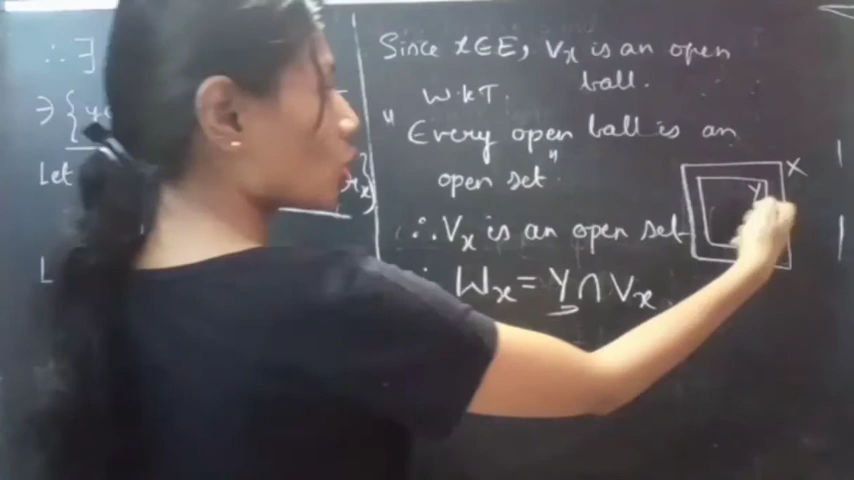 ∴ ∃
Let
Since x∈E, Vx is an open
ball.
W.K.T.
"Every open ball is an
open set"
∴ Vx is an open set
∴ Wx = Y ∩ Vx
X
Y